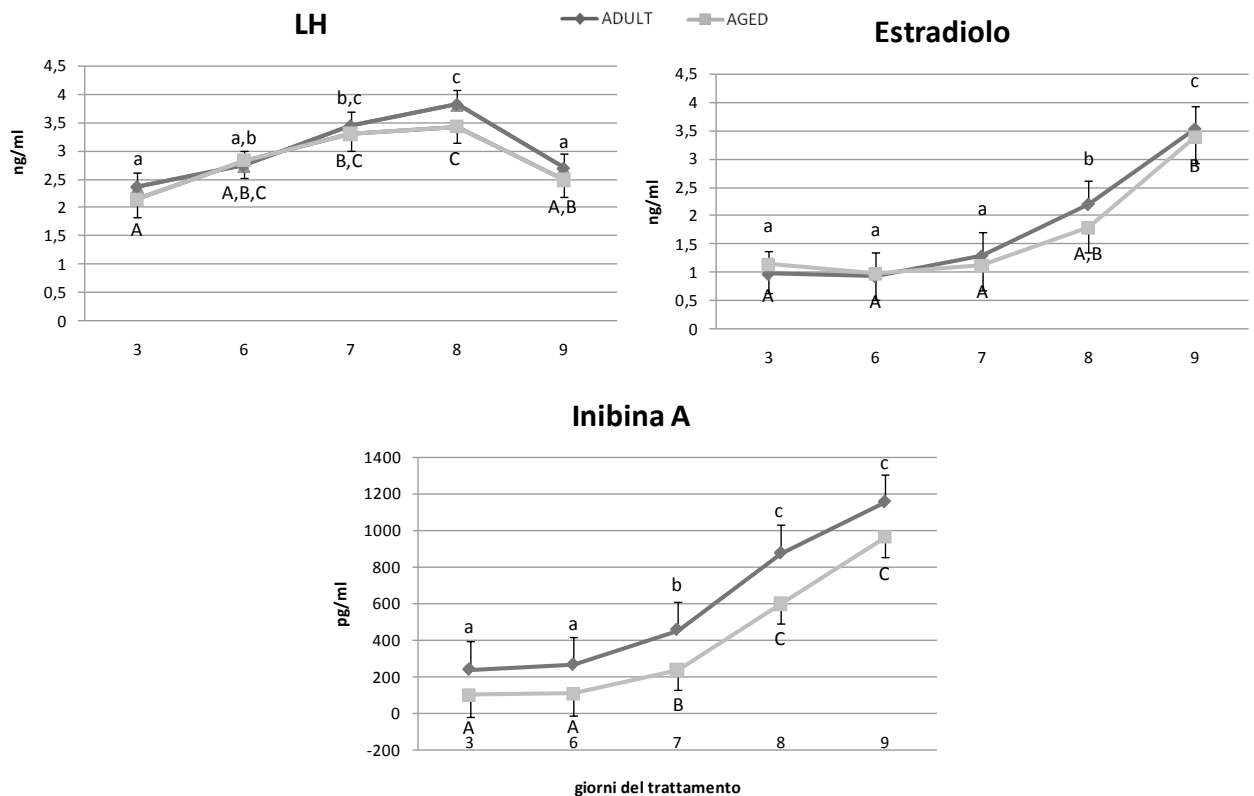 LH
ADULT AGED
Estradiolo
ng/ml
4,5
4
3,5
3
2,5
2
1,5
1
0,5
0
a
a,b
b,c
c
a
A
A,B,C
B,C
C
A,B
3 6 7 8 9
ng/ml
4,5
4
3,5
3
2,5
2
1,5
1
0,5
0
a
a
a
b
c
A
A
A
A,B
B
3 6 7 8 9
Inibina A
pg/ml
1400
1200
1000
800
600
400
200
0
-200
a
a
b
c
c
A
A
B
C
C
3 6 7 8 9
giorni del trattamento